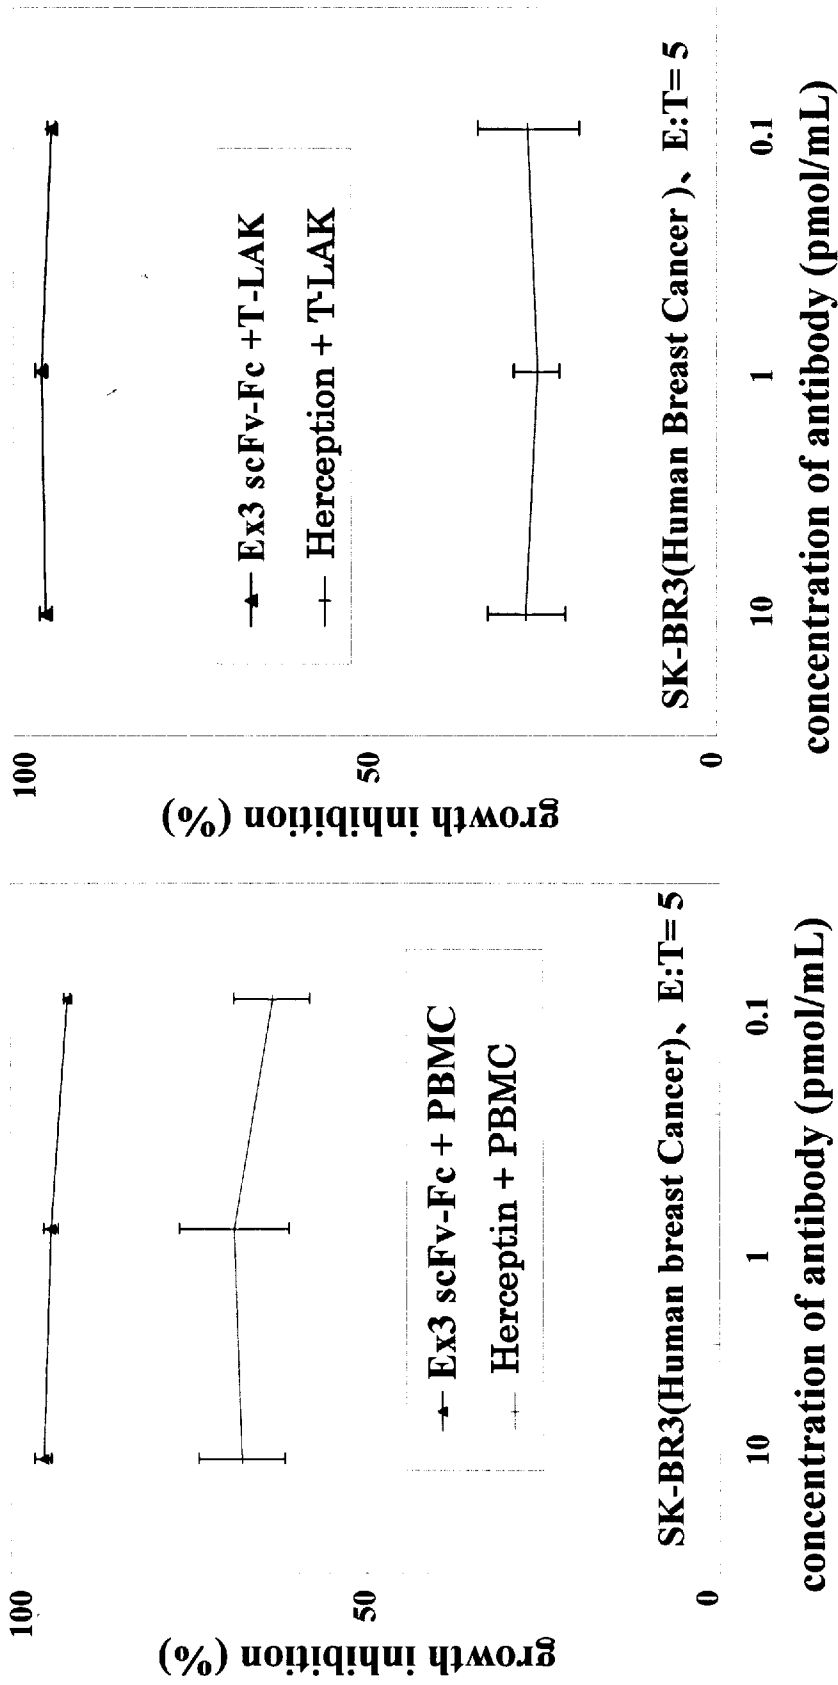 growth inhibition (%)
100
50
0
Ex3 scFv-Fc + PBMC
Herceptin + PBMC
SK-BR3(Human breast Cancer)、E:T= 5
10
1
0.1
concentration of antibody (pmol/mL)
growth inhibition (%)
100
50
0
Ex3 scFv-Fc +T-LAK
Herception + T-LAK
SK-BR3(Human Breast Cancer )、E:T= 5
10
1
0.1
concentration of antibody (pmol/mL)